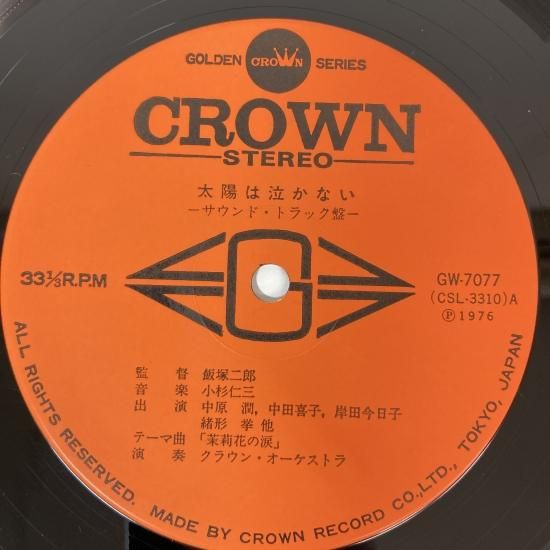 GOLDEN CROWN SERIES
CROWN
STEREO
太陽は泣かない
―サウンド・トラック盤―
33⅓R.P.M
G
GW-7077
(CSL-3310)A
Ⓟ1976
監督 飯塚二郎
音楽 小杉仁三
出演 中原 潤, 中田喜子, 岸田今日子
緒形 挙 他
テーマ曲 「茉莉花の涙」
演奏 クラウン・オーケストラ
ALL RIGHTS RESERVED. MADE BY CROWN RECORD CO.,LTD., TOKYO, JAPAN